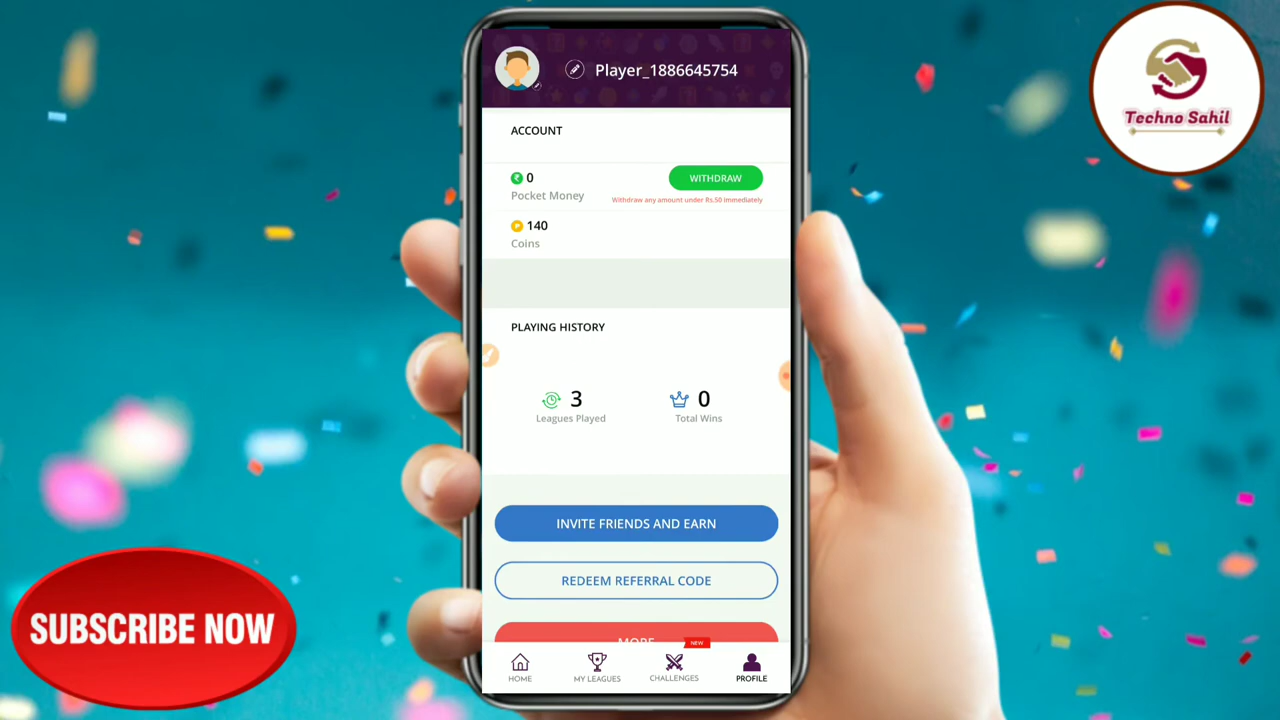 Player_1886645754
Techno Sahil
ACCOUNT
0
WITHDRAW
Pocket Money
Withdraw any amount under Rs.50 Immediately
140
Coins
PLAYING HISTORY
3
0
Leagues Played
Total Wins
INVITE FRIENDS AND EARN
REDEEM REFERRAL CODE
SUBSCRIBE NOW
MORE
NEW
HOME
MY LEAGUES
CHALLENGES
PROFILE